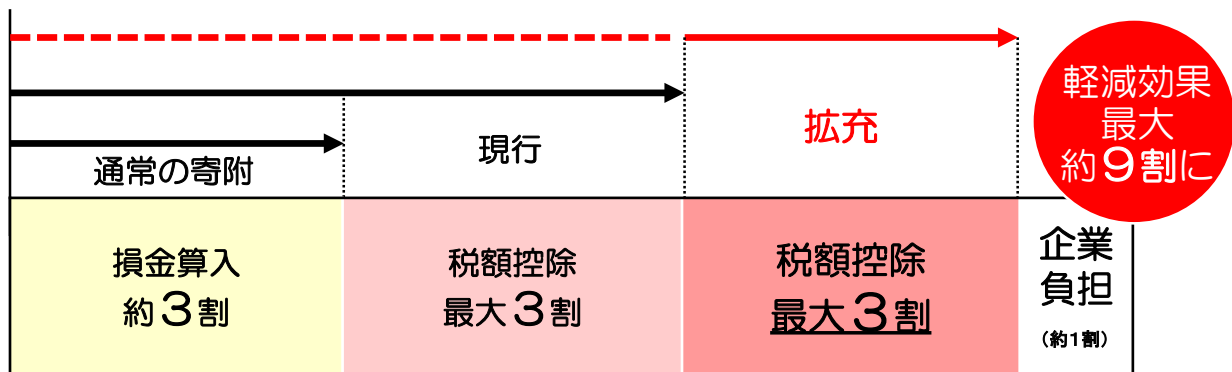 通常の寄附
現行
拡充
軽減効果
最大
約9割に
損金算入
約3割
税額控除
最大3割
税額控除
最大3割
企業
負担
(約1割)